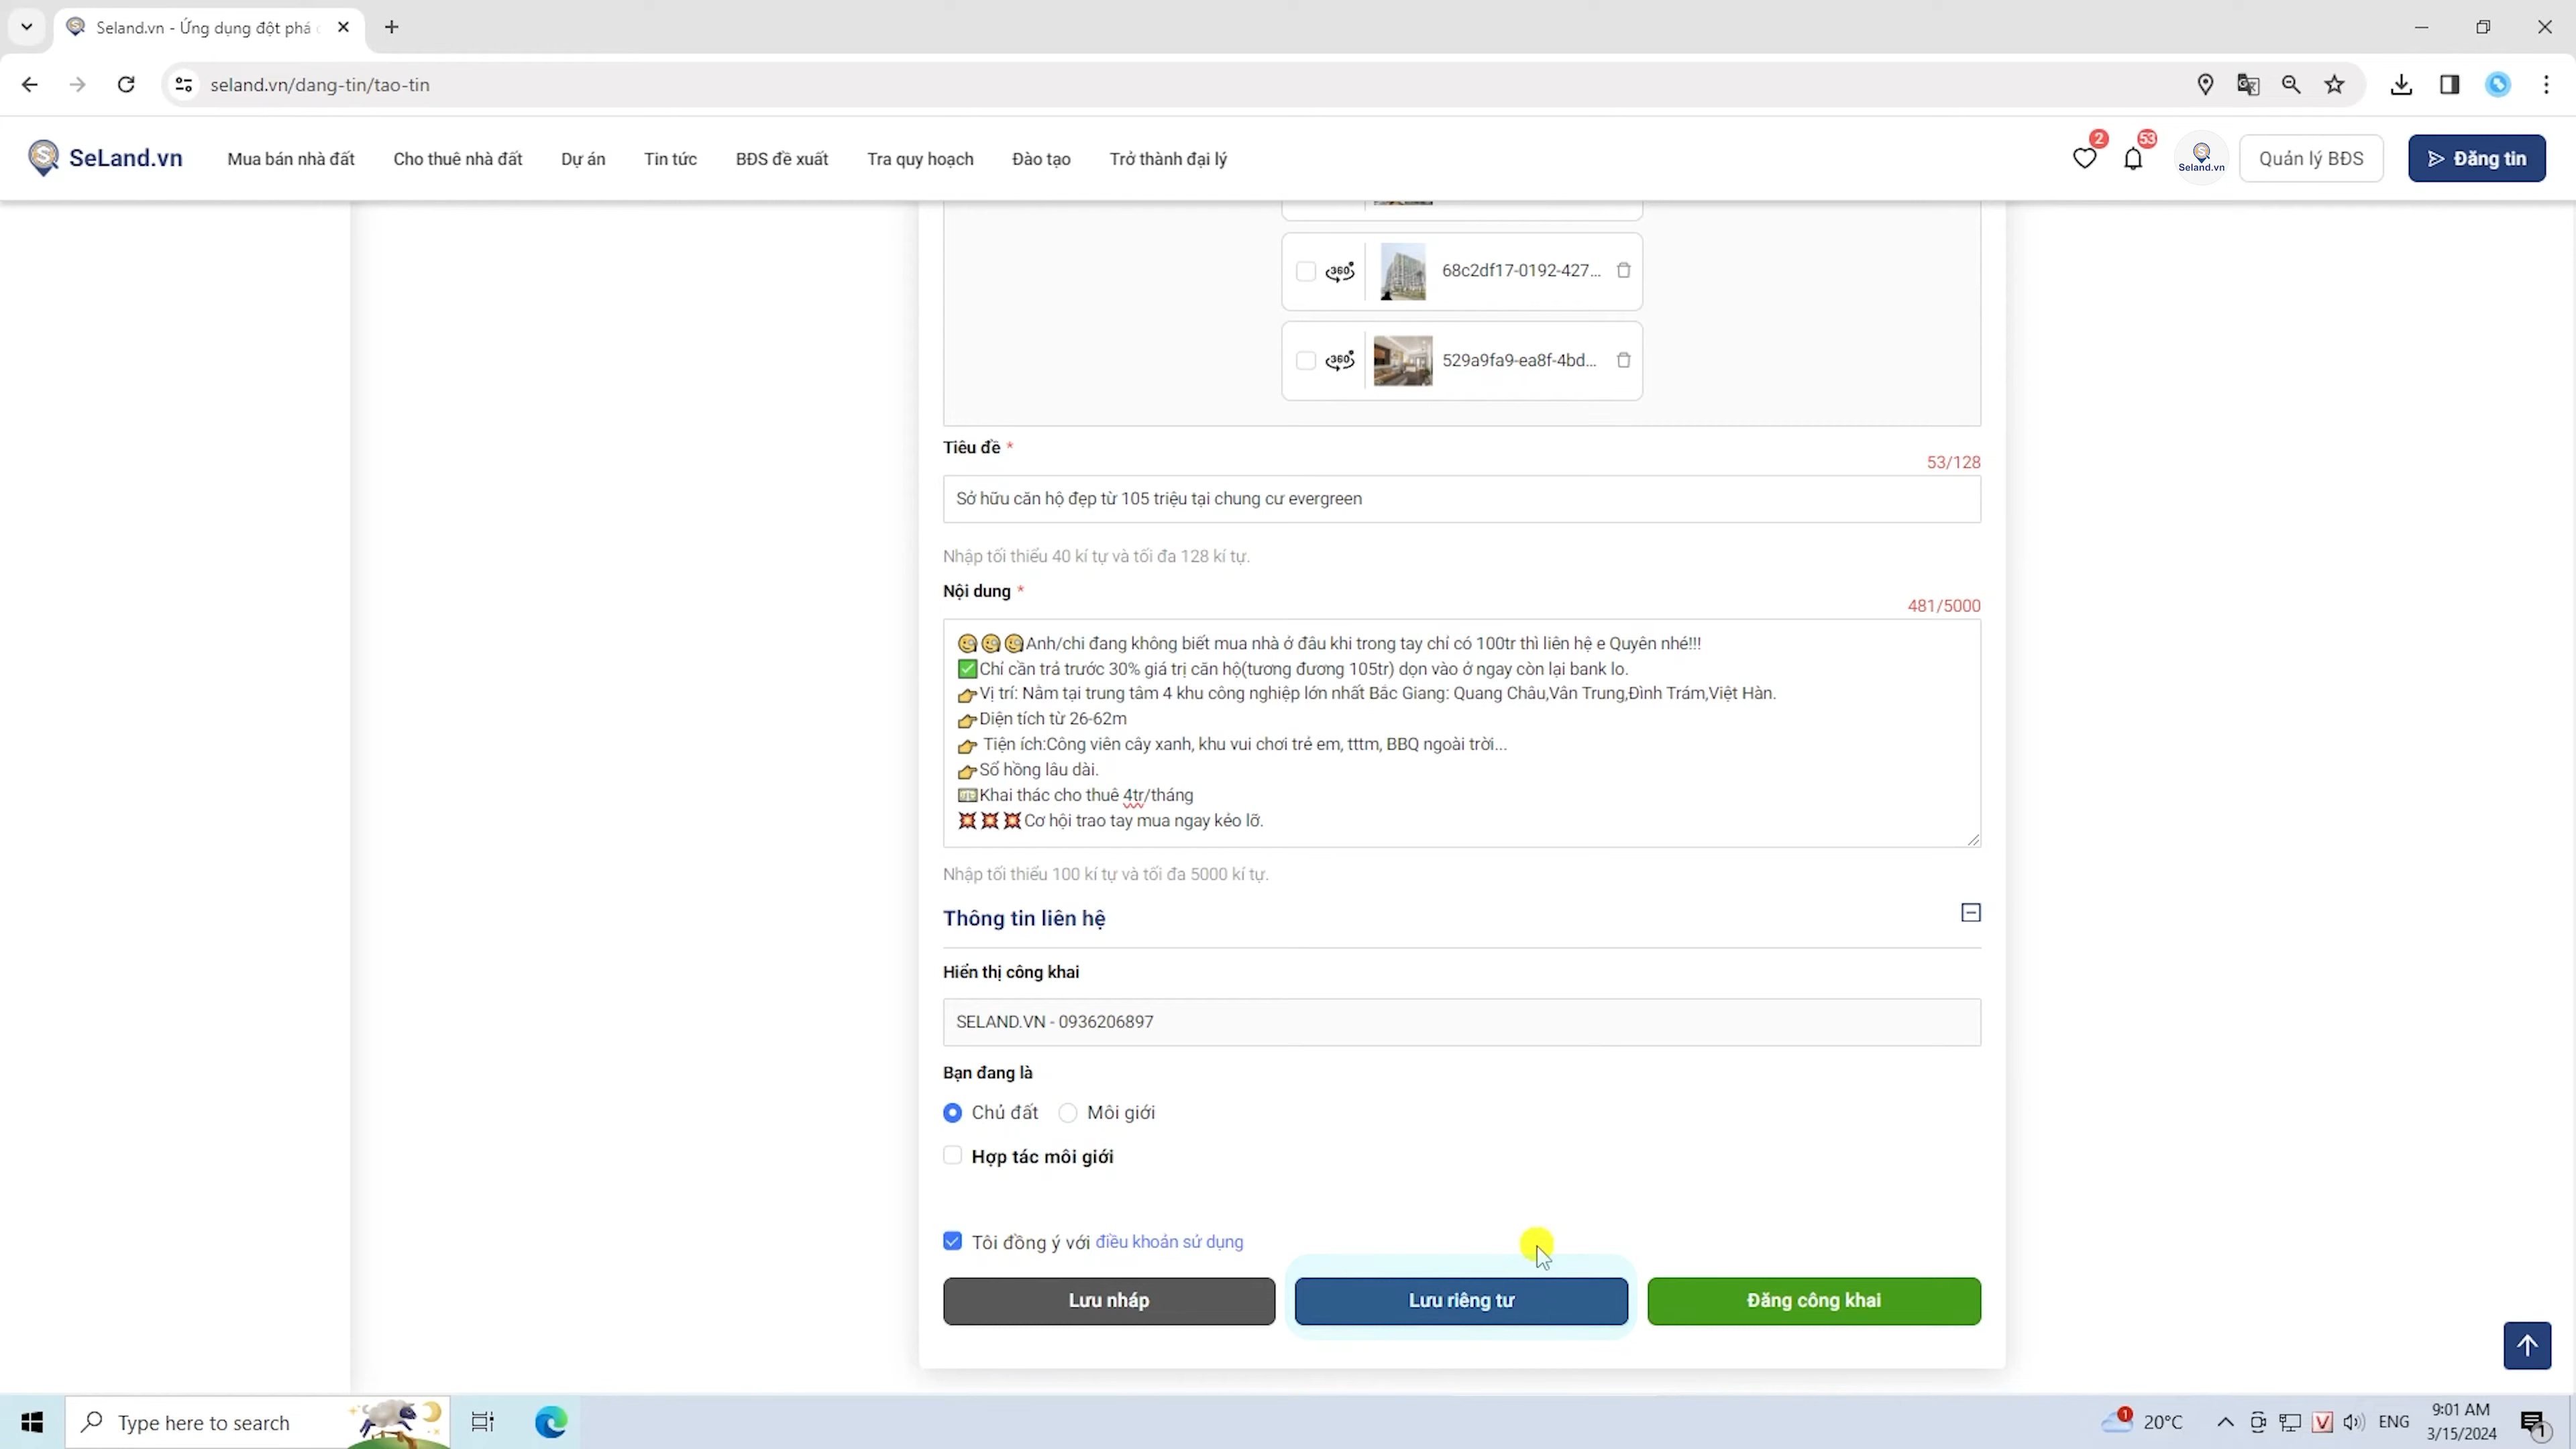 Seland.vn - Ứng dụng đột phá c
seland.vn/dang-tin/tao-tin
SeLand.vn
Mua bán nhà đất
Cho thuê nhà đất
Dự án
Tin tức
BĐS đề xuất
Tra quy hoạch
Đào tạo
Trở thành đại lý
2
53
Seland.vn
Quản lý BĐS
Đăng tin
360°
68c2df17-0192-427...
360°
529a9fa9-ea8f-4bd...
Tiêu đề *
53/128
Sở hữu căn hộ đẹp từ 105 triệu tại chung cư evergreen
Nhập tối thiểu 40 kí tự và tối đa 128 kí tự.
Nội dung *
481/5000
🧐🧐🧐Anh/chi đang không biết mua nhà ở đâu khi trong tay chỉ có 100tr thì liên hệ e Quyên nhé!!!
✅Chỉ cần trả trước 30% giá trị căn hộ(tương đương 105tr) dọn vào ở ngay còn lại bank lo.
👉Vị trí: Nằm tại trung tâm 4 khu công nghiệp lớn nhất Bắc Giang: Quang Châu,Vân Trung,Đình Trám,Việt Hàn.
👉Diện tích từ 26-62m
👉 Tiện ích:Công viên cây xanh, khu vui chơi trẻ em, tttm, BBQ ngoài trời...
👉Sổ hồng lâu dài.
💵Khai thác cho thuê 4tr/tháng
💥💥💥Cơ hội trao tay mua ngay kẻo lỡ.
Nhập tối thiểu 100 kí tự và tối đa 5000 kí tự.
Thông tin liên hệ
Hiển thị công khai
SELAND.VN - 0936206897
Bạn đang là
Chủ đất
Môi giới
Hợp tác môi giới
Tôi đồng ý với điều khoản sử dụng
Lưu nháp
Lưu riêng tư
Đăng công khai
Type here to search
1
20°C
V
ENG
9:01 AM
3/15/2024
1